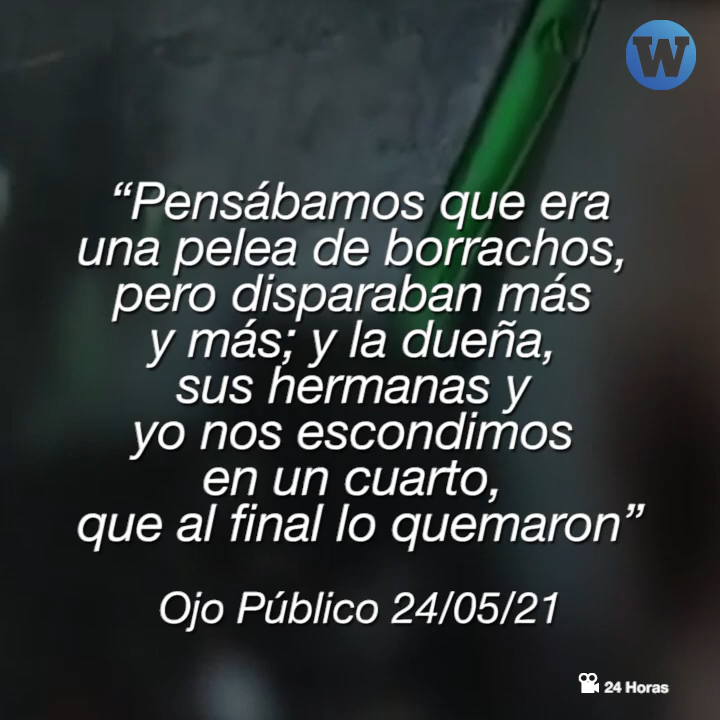 W
“Pensábamos que era
una pelea de borrachos,
pero disparaban más
y más; y la dueña,
sus hermanas y
yo nos escondimos
en un cuarto,
que al final lo quemaron”
Ojo Público 24/05/21
24 Horas